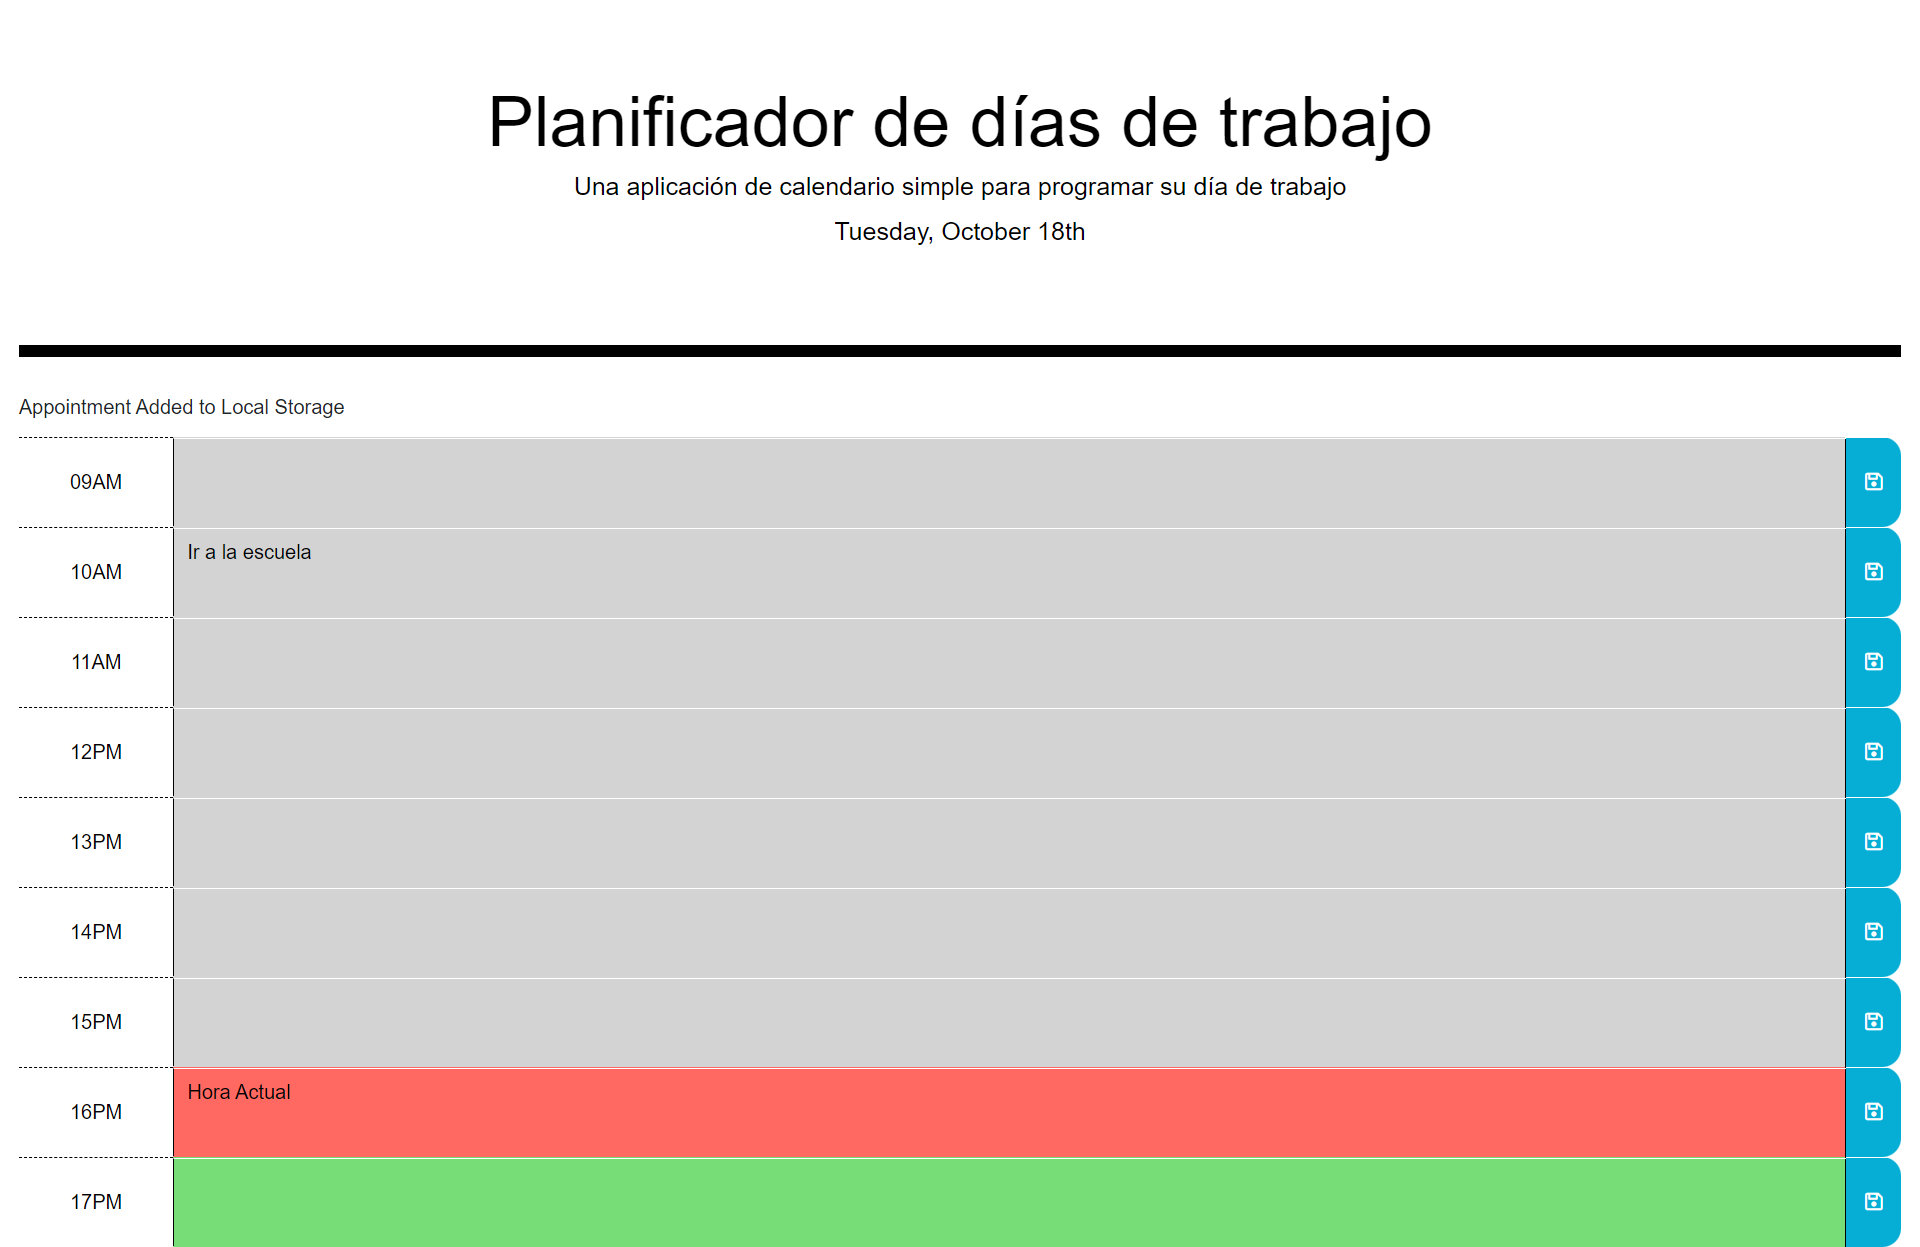 Planificador de días de trabajo
Una aplicación de calendario simple para programar su día de trabajo
Tuesday, October 18th
Appointment Added to Local Storage
09AM
10AM
Ir a la escuela
11AM
12PM
13PM
14PM
15PM
16PM
Hora Actual
17PM